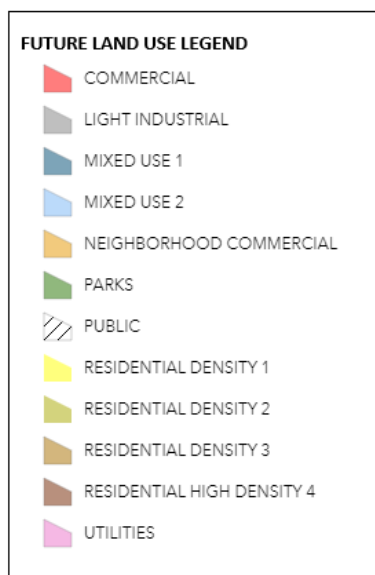 FUTURE LAND USE LEGEND
COMMERCIAL
LIGHT INDUSTRIAL
MIXED USE 1
MIXED USE 2
NEIGHBORHOOD COMMERCIAL
PARKS
PUBLIC
RESIDENTIAL DENSITY 1
RESIDENTIAL DENSITY 2
RESIDENTIAL DENSITY 3
RESIDENTIAL HIGH DENSITY 4
UTILITIES